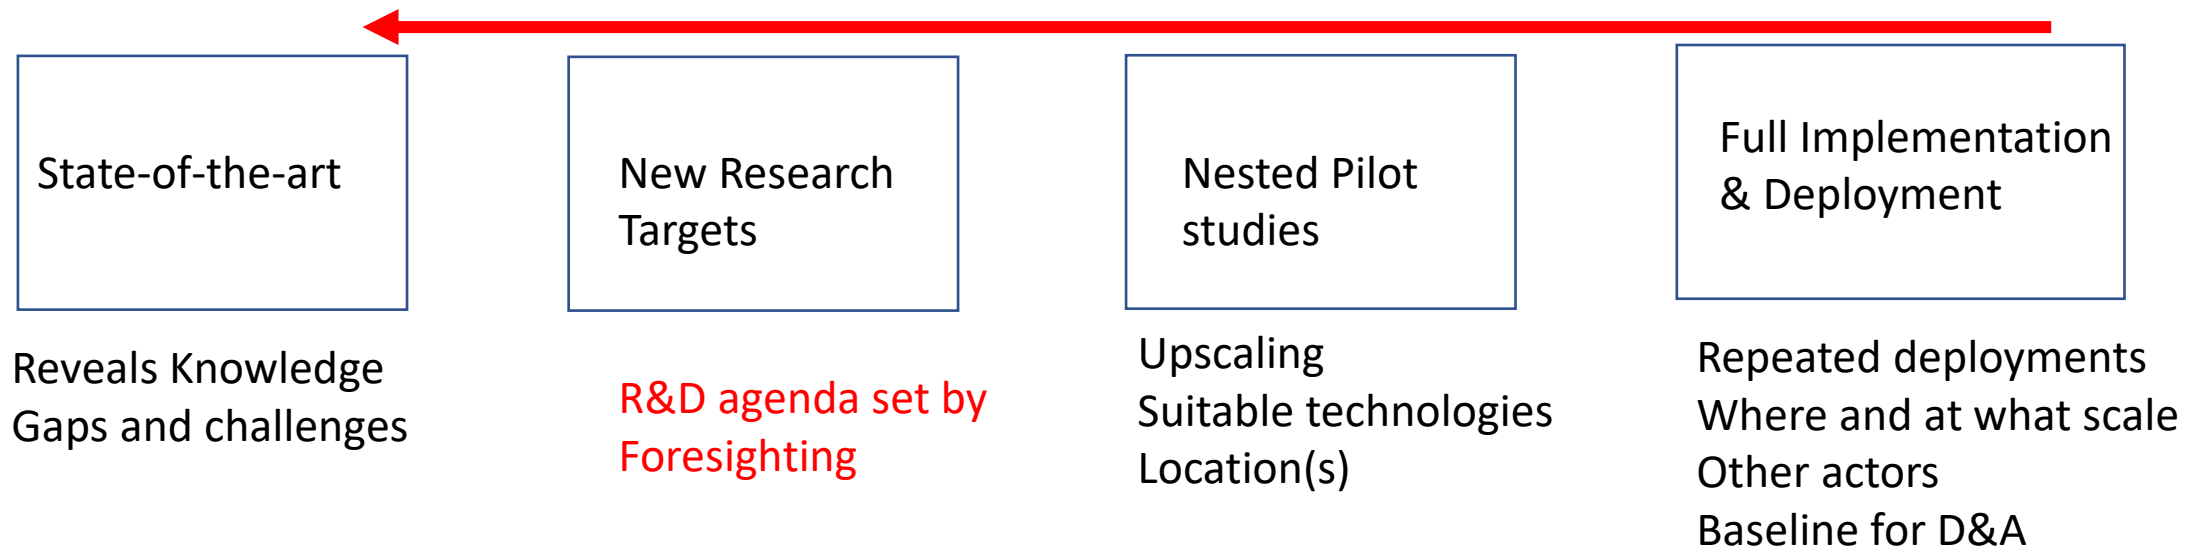 State-of-the-art
Reveals Knowledge
Gaps and challenges
New Research
Targets
R&D agenda set by
Foresighting
Nested Pilot
studies
Upscaling
Suitable technologies
Location(s)
Full Implementation
& Deployment
Repeated deployments
Where and at what scale
Other actors
Baseline for D&A